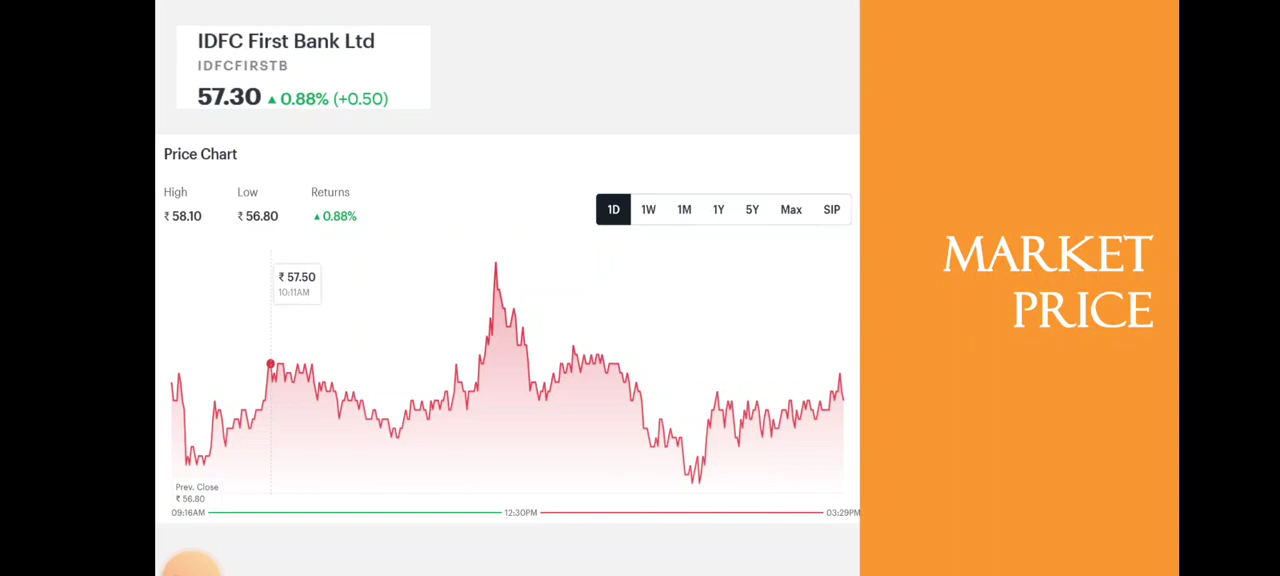 IDFC First Bank Ltd
IDFCFIRSTB
57.30 ▲ 0.88% (+0.50)
Price Chart
High Low Returns
₹ 58.10 ₹ 56.80 ▲ 0.88%
1D 1W 1M 1Y 5Y Max SIP
₹ 57.50
10:11AM
MARKET
PRICE
Prev. Close
₹ 56.80
09:16AM 12:30PM 03:29PM